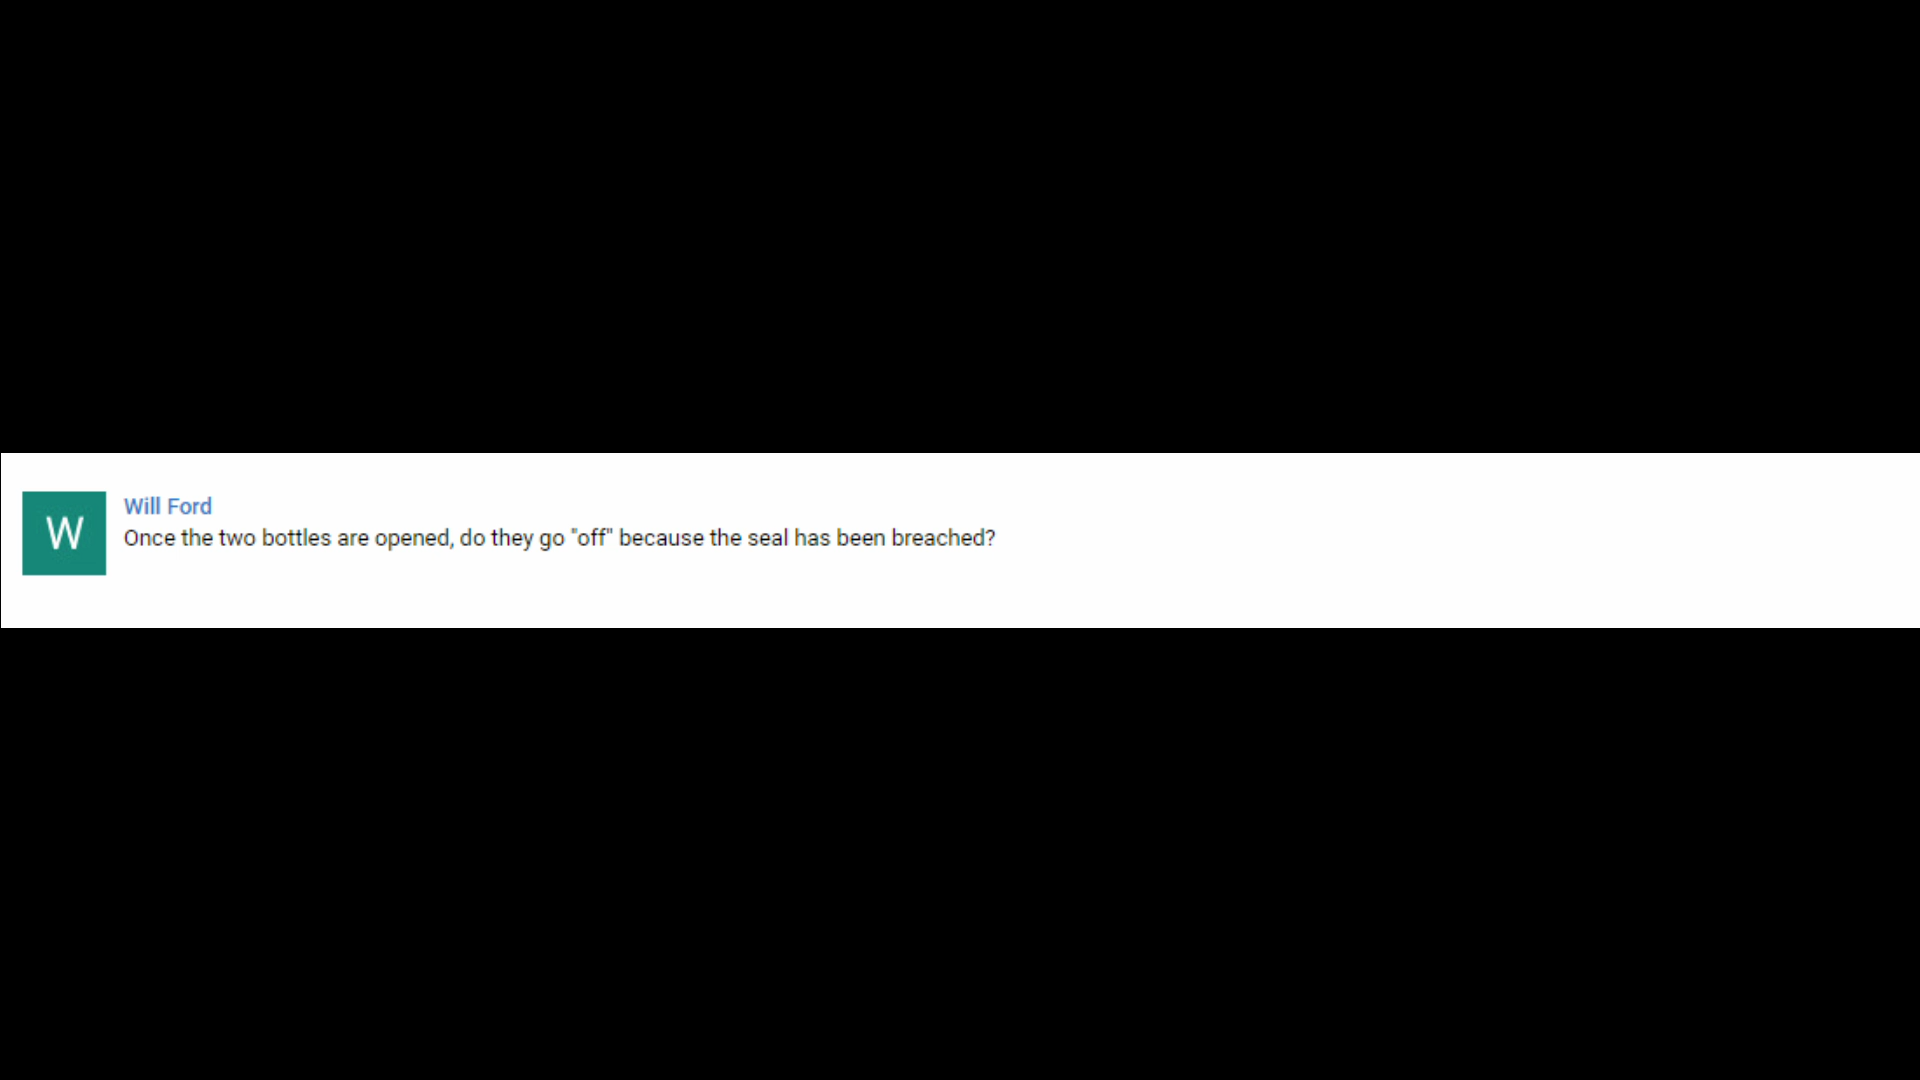 W
Will Ford
Once the two bottles are opened, do they go "off" because the seal has been breached?